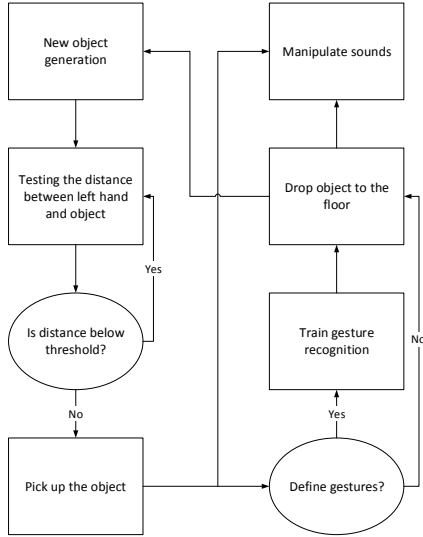 New object
generation
Manipulate sounds
Testing the distance
between left hand
and object
Drop object to the
floor
Yes
Is distance below
threshold?
Train gesture
recognition
No
No
Yes
Pick up the object
Define gestures?